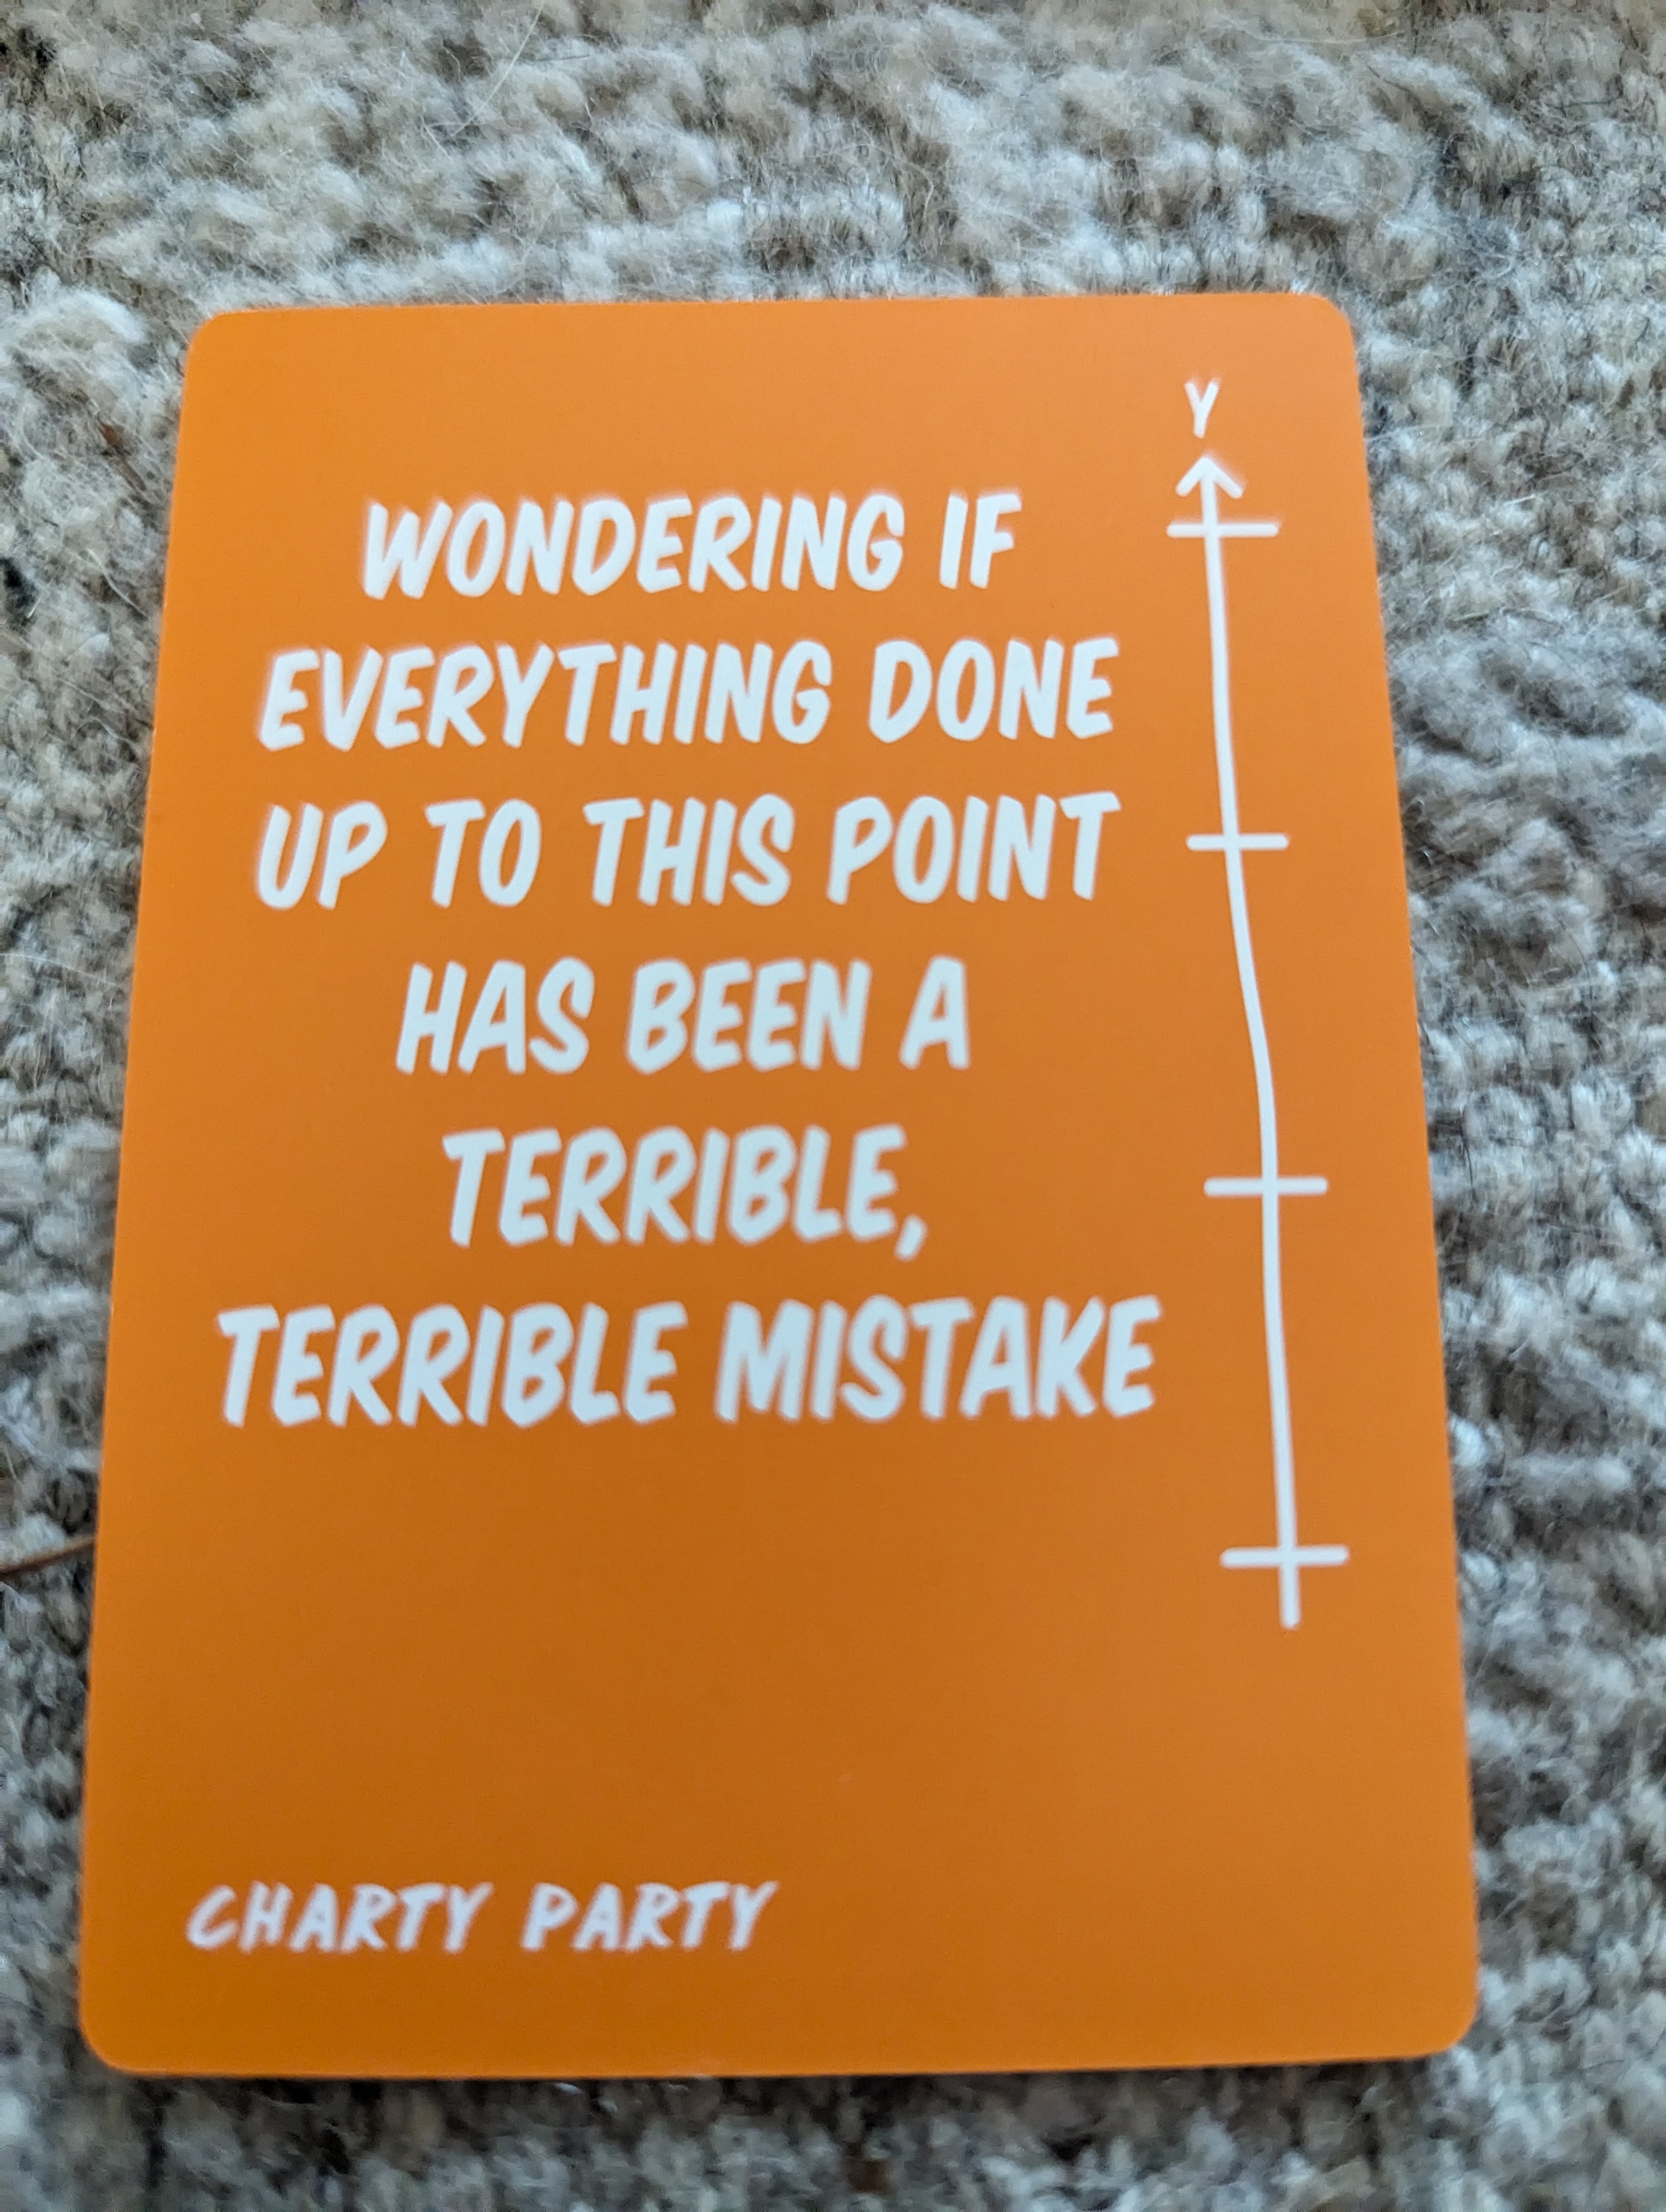 Y
WONDERING IF
EVERYTHING DONE
UP TO THIS POINT
HAS BEEN A
TERRIBLE,
TERRIBLE MISTAKE
CHARTY PARTY